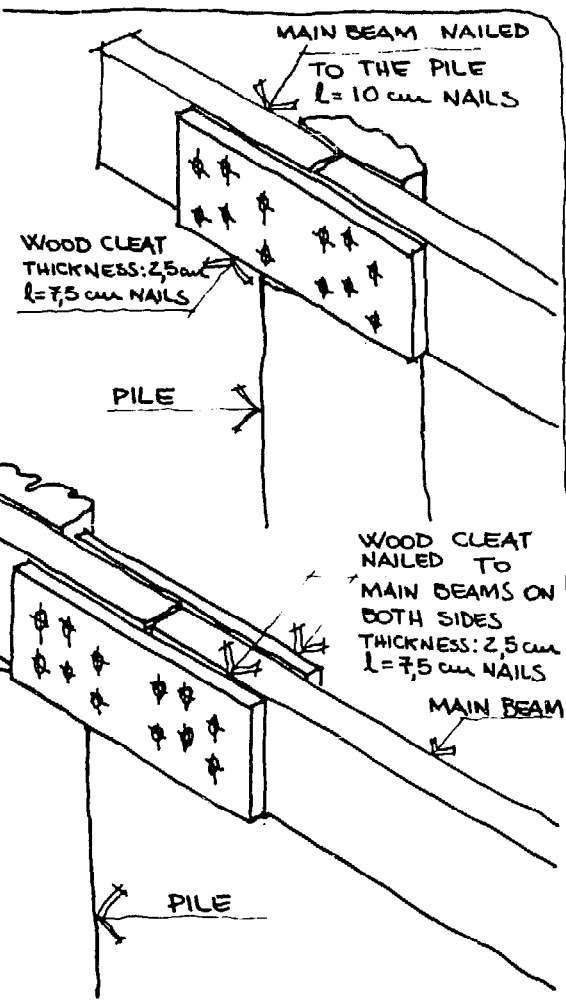 MAIN BEAM NAILED
TO THE PILE
l = 10 cm NAILS
WOOD CLEAT
THICKNESS: 2,5 cm
l = 7,5 cm NAILS
PILE
WOOD CLEAT
NAILED TO
MAIN BEAMS ON
BOTH SIDES
THICKNESS: 2,5 cm
l = 7,5 cm NAILS
MAIN BEAM
PILE